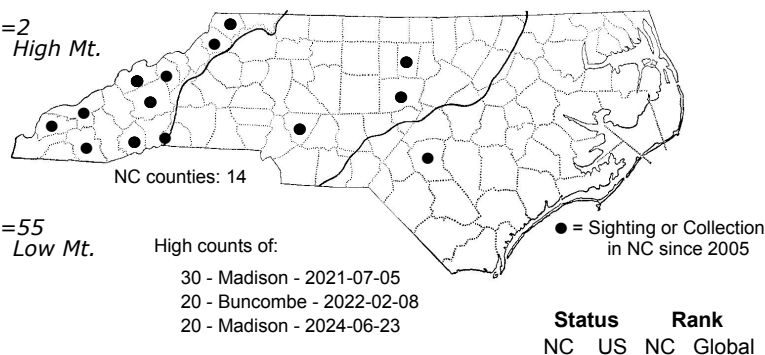 =2
High Mt.
NC counties: 14
=55
Low Mt.
High counts of:
30 - Madison - 2021-07-05
20 - Buncombe - 2022-02-08
20 - Madison - 2024-06-23
● = Sighting or Collection
in NC since 2005
Status Rank
NC US NC Global